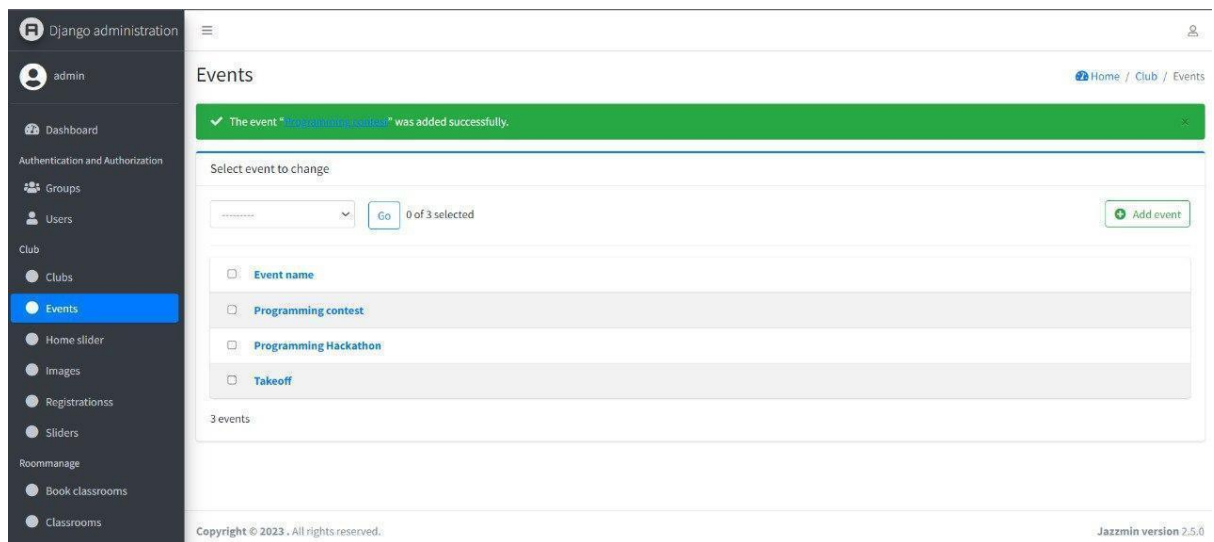 Django administration
admin
Dashboard
Authentication and Authorization
Groups
Users
Club
Clubs
Events
Home slider
Images
Registrationss
Sliders
Roommanage
Book classrooms
Classrooms
Events
Home / Club / Events
The event "Programming contest" was added successfully.
×
Select event to change
---------
Go
0 of 3 selected
Add event
Event name
Programming contest
Programming Hackathon
Takeoff
3 events
Copyright © 2023 . All rights reserved.
Jazzmin version 2.5.0